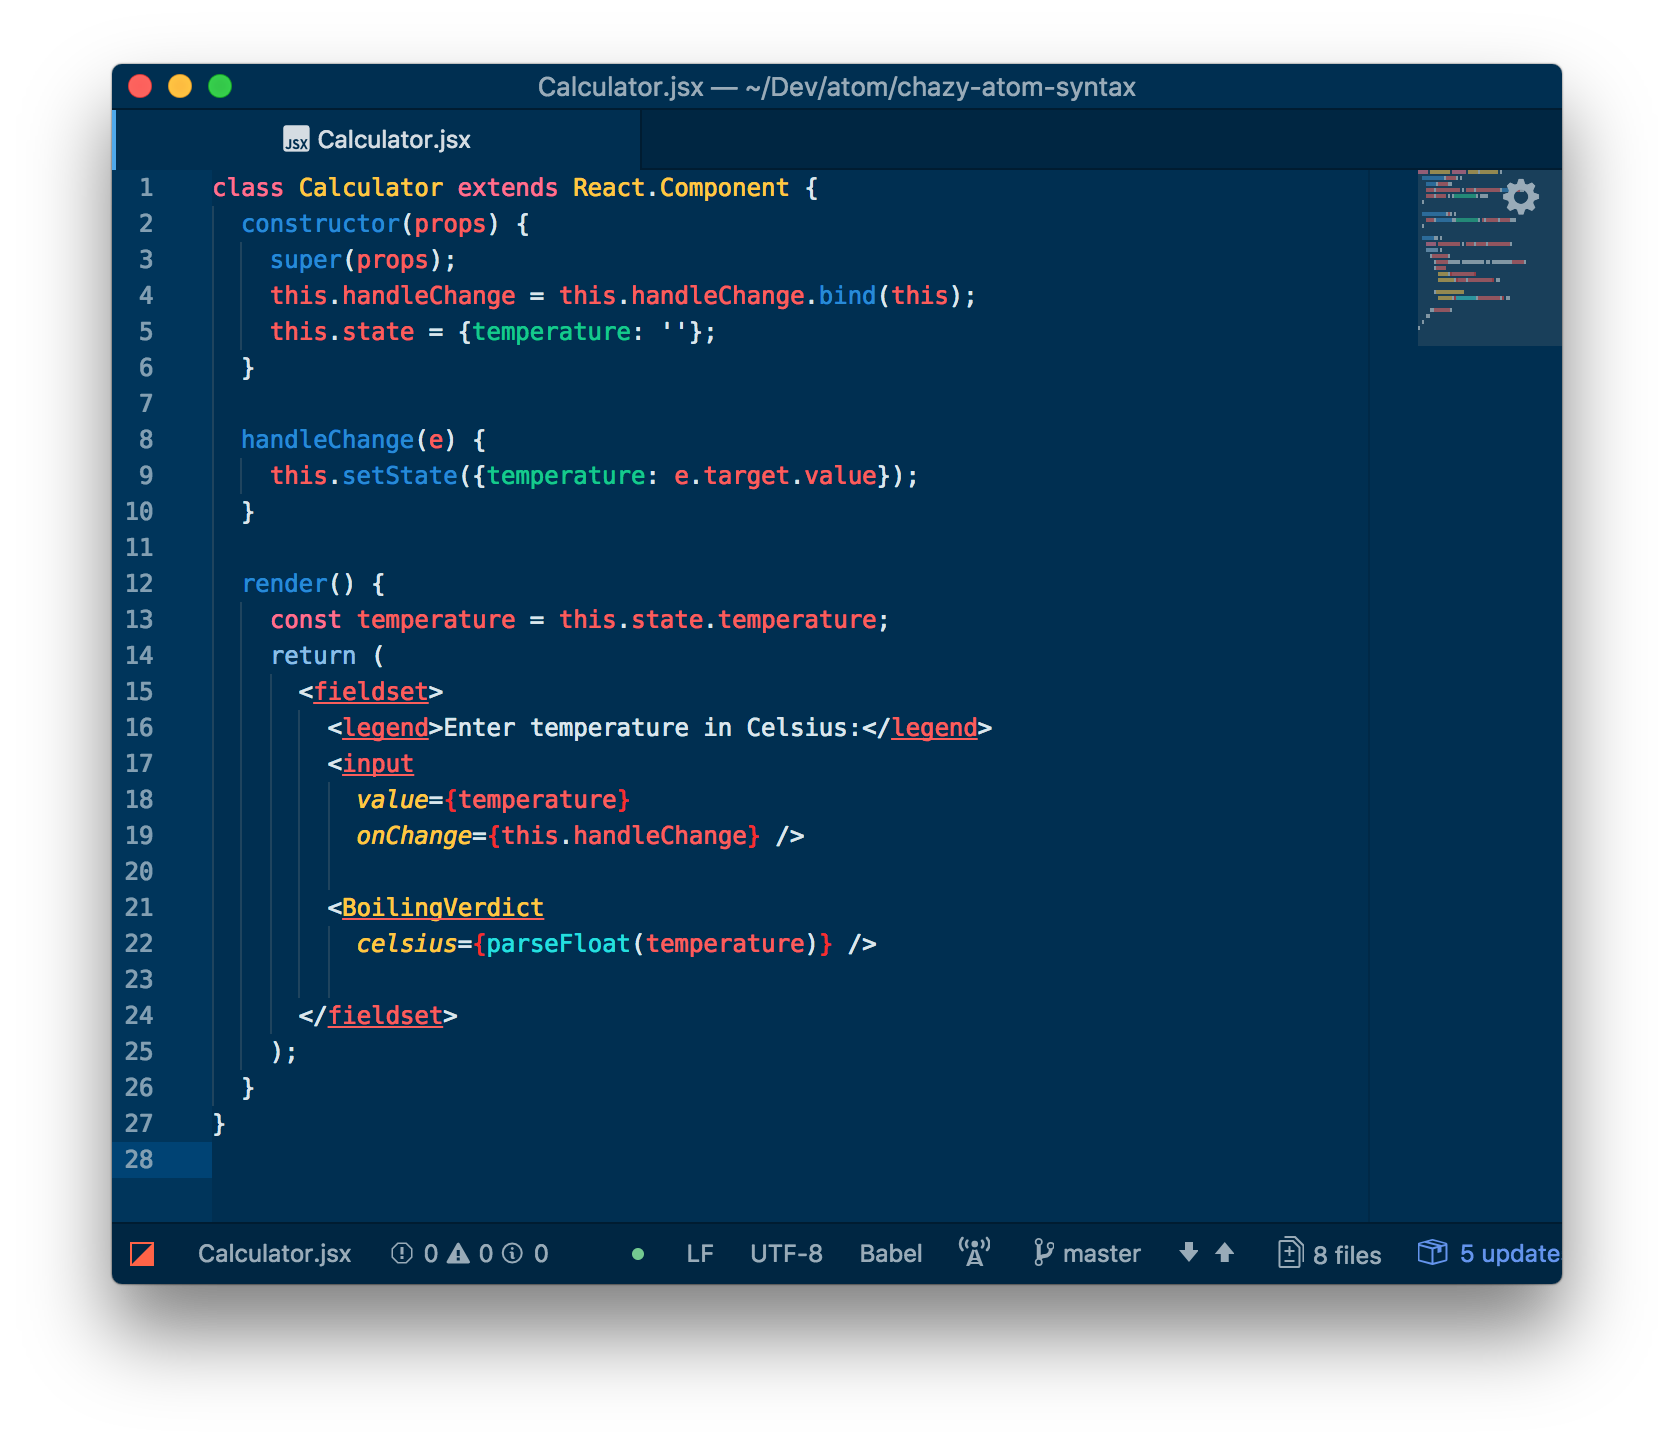 Calculator.jsx — ~/Dev/atom/chazy-atom-syntax
JSX Calculator.jsx
1 class Calculator extends React.Component {
2   constructor(props) {
3     super(props);
4     this.handleChange = this.handleChange.bind(this);
5     this.state = {temperature: ''};
6   }
7
8   handleChange(e) {
9     this.setState({temperature: e.target.value});
10   }
11
12   render() {
13     const temperature = this.state.temperature;
14     return (
15       <fieldset>
16         <legend>Enter temperature in Celsius:</legend>
17         <input
18           value={temperature}
19           onChange={this.handleChange} />
20
21         <BoilingVerdict
22           celsius={parseFloat(temperature)} />
23
24       </fieldset>
25     );
26   }
27 }
28
Calculator.jsx 0 0 0 LF UTF-8 Babel master 8 files 5 update